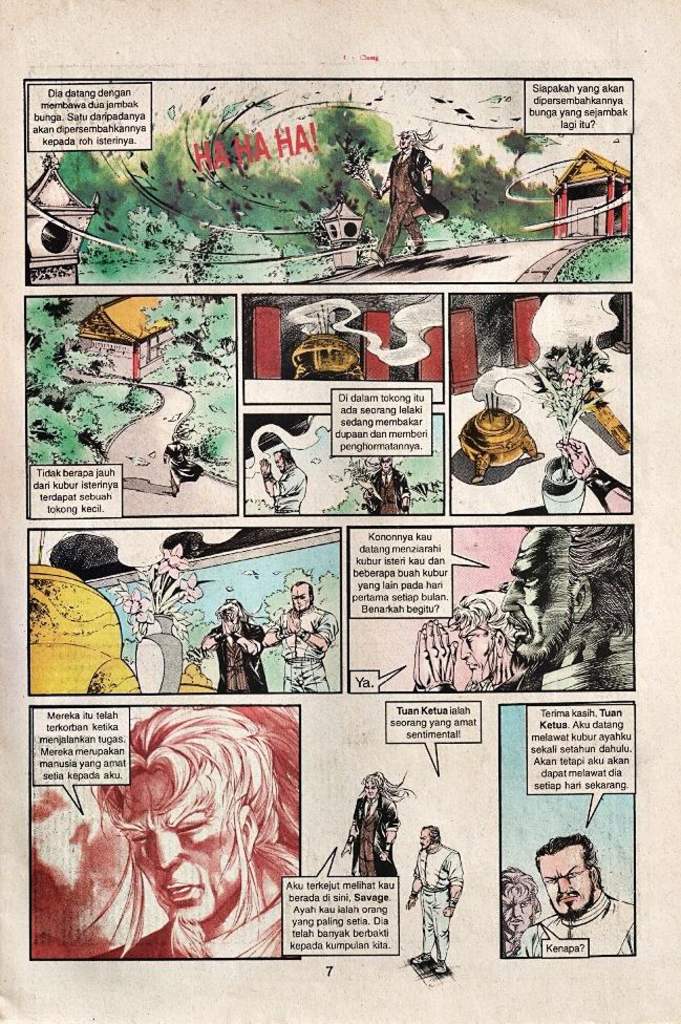 Dia datang dengan
membawa dua jambak
bunga. Satu daripadanya
akan dipersembahkannya
kepada roh isterinya.
HA HA HA!
Siapakah yang akan
dipersembahkannya
bunga yang sejambak
lagi itu?
Tidak berapa jauh
dari kubur isterinya
terdapat sebuah
tokong kecil.
Di dalam tokong itu
ada seorang lelaki
sedang membakar
dupaan dan memberi
penghormatannya.
Kononnya kau
datang menziarahi
kubur isteri kau dan
beberapa buah kubur
yang lain pada hari
pertama setiap bulan.
Benarkah begitu?
Ya.
Mereka itu telah
terkorban ketika
menjalankan tugas.
Mereka merupakan
manusia yang amat
setia kepada aku.
Tuan Ketua ialah
seorang yang amat
sentimental!
Aku terkejut melihat kau
berada di sini, Savage.
Ayah kau ialah orang
yang paling setia. Dia
telah banyak berbakti
kepada kumpulan kita.
Terima kasih, Tuan
Ketua. Aku datang
melawat kubur ayahku
sekali setahun dahulu.
Akan tetapi aku akan
dapat melawat dia
setiap hari sekarang.
Kenapa?
7